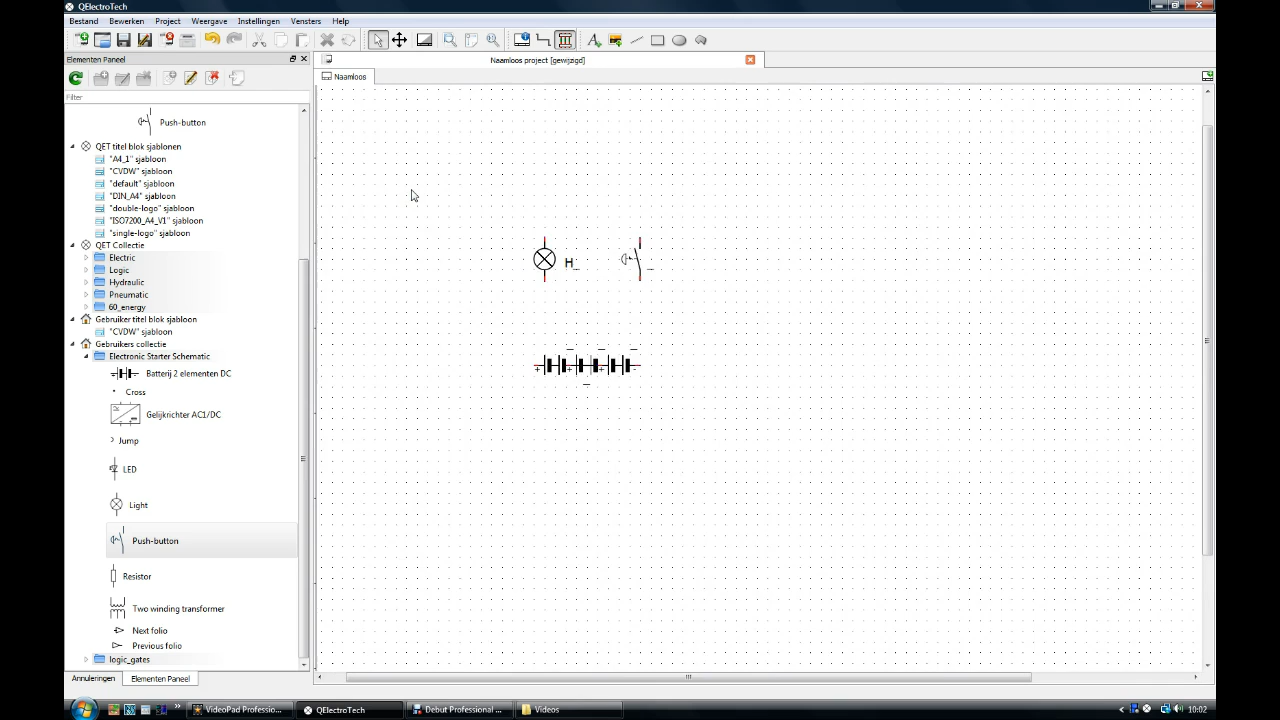 QElectroTech
Bestand Bewerken Project Weergave Instellingen Vensters Help
Elementen Paneel
Naamloos project [gewijzigd]
Naamloos
Filter
Push-button
QET titel blok sjablonen
"A4_1" sjabloon
"CVDW" sjabloon
"default" sjabloon
"DIN_A4" sjabloon
"double-logo" sjabloon
"ISO7200_A4_V1" sjabloon
"single-logo" sjabloon
QET Collectie
Electric
Logic
Hydraulic
Pneumatic
60_energy
Gebruiker titel blok sjabloon
"CVDW" sjabloon
Gebruikers collectie
Electronic Starter Schematic
Batterij 2 elementen DC
Cross
Gelijkrichter AC1/DC
Jump
LED
Light
Push-button
Resistor
Two winding transformer
Next folio
Previous folio
logic_gates
H_
Annuleringen Elementen Paneel
VideoPad Professio... QElectroTech Debut Professional ... Videos 10:02